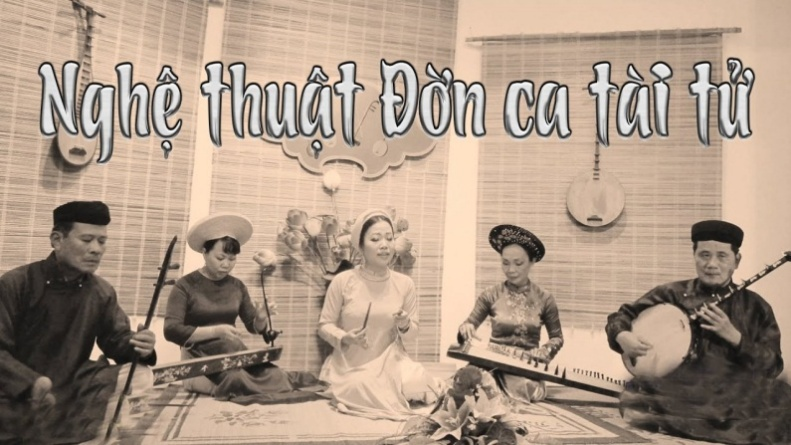 Nghệ thuật Đờn ca tài tử